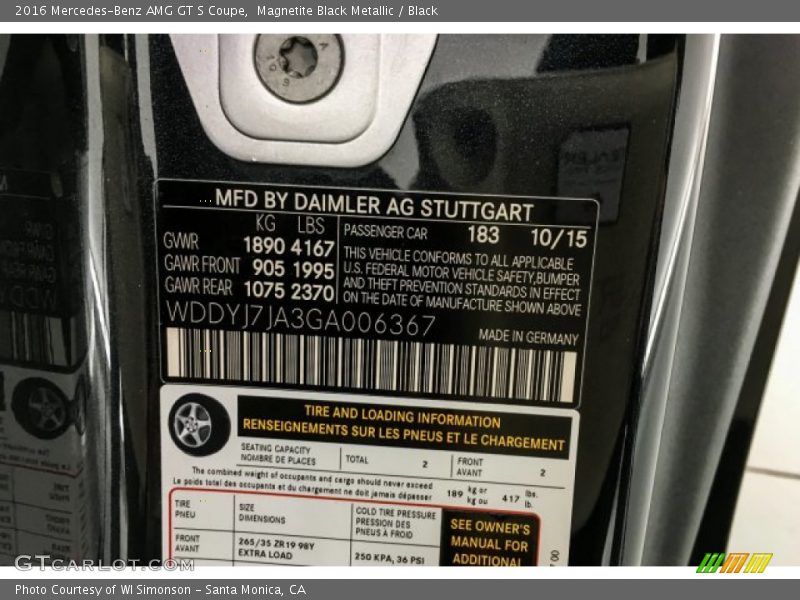 2016 Mercedes-Benz AMG GT S Coupe,  Magnetite Black Metallic / Black
MFD BY DAIMLER AG STUTTGART
KG LBS
GVWR 1890 4167
GAWR FRONT 905 1995
GAWR REAR 1075 2370
PASSENGER CAR 183 10/15
THIS VEHICLE CONFORMS TO ALL APPLICABLE
U.S. FEDERAL MOTOR VEHICLE SAFETY,BUMPER
AND THEFT PREVENTION STANDARDS IN EFFECT
ON THE DATE OF MANUFACTURE SHOWN ABOVE
WDDYJ7JA3GA006367
MADE IN GERMANY
TIRE AND LOADING INFORMATION
RENSEIGNEMENTS SUR LES PNEUS ET LE CHARGEMENT
SEATING CAPACITY
NOMBRE DE PLACES
TOTAL 2
FRONT
AVANT
2
The combined weight of occupants and cargo should never exceed
Le poids total des occupants et du chargement ne doit jamais dépasser
189 kg or
kg ou
417 lbs.
lb.
TIRE
PNEU
SIZE
DIMENSIONS
COLD TIRE PRESSURE
PRESSION DES
PNEUS À FROID
SEE OWNER'S
MANUAL FOR
ADDITIONAL
FRONT
AVANT
265/35 ZR19 98Y
EXTRA LOAD
250 KPA, 36 PSI
GTCARLOT.COM
Photo Courtesy of WI Simonson - Santa Monica, CA